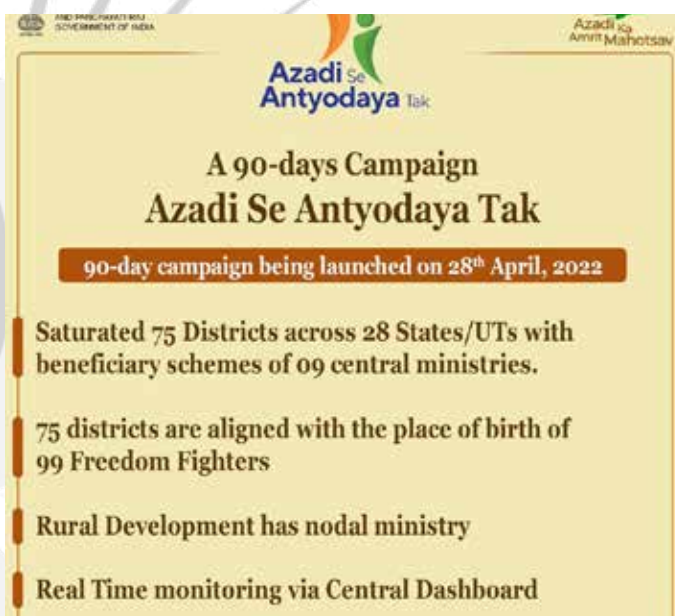 AND PANCHAYATI RAJ
GOVERNMENT OF INDIA
Azadi Ka
Amrit Mahotsav
Azadi Se
Antyodaya Tak
A 90-days Campaign
Azadi Se Antyodaya Tak
90-day campaign being launched on 28th April, 2022
Saturated 75 Districts across 28 States/UTs with
beneficiary schemes of 09 central ministries.
75 districts are aligned with the place of birth of
99 Freedom Fighters
Rural Development has nodal ministry
Real Time monitoring via Central Dashboard